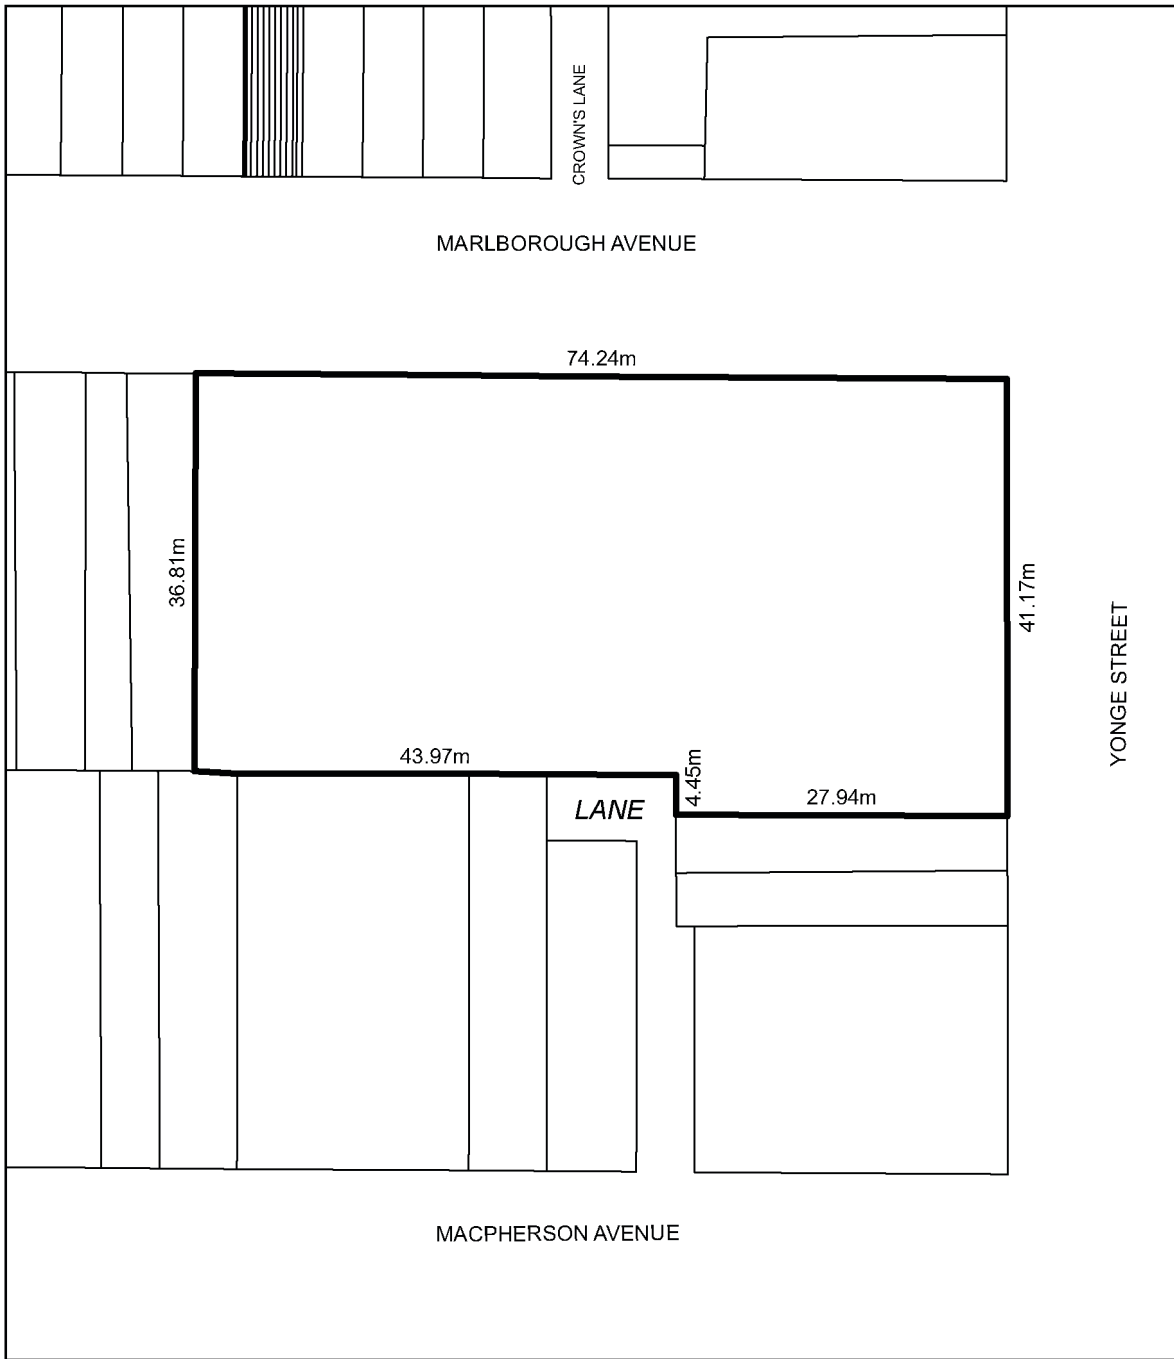 CROWN'S LANE
MARLBOROUGH AVENUE
74.24m
36.81m
41.17m
YONGE STREET
43.97m
4.45m
27.94m
LANE
MACPHERSON AVENUE